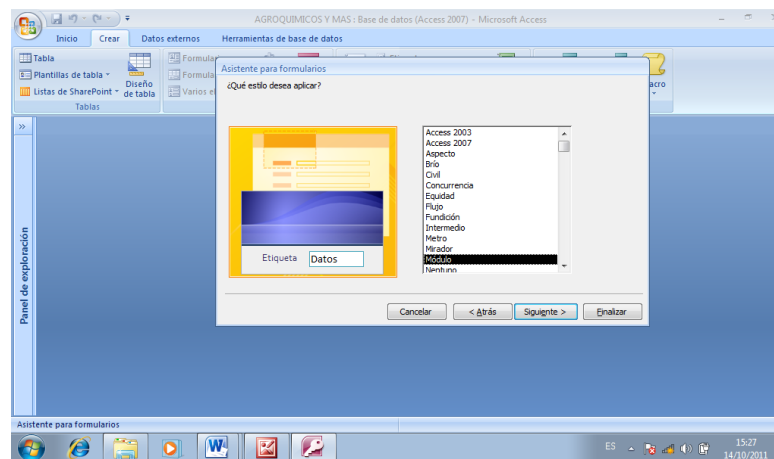 AGROQUIMICOS Y MAS : Base de datos (Access 2007) - Microsoft Access
Inicio Crear Datos externos Herramientas de base de datos
Tabla
Plantillas de tabla
Listas de SharePoint
Diseño de tabla
Tablas
Varios
Asistente para formularios
¿Qué estilo desea aplicar?
Etiqueta Datos
Access 2003
Access 2007
Aspecto
Brío
Civil
Concurrencia
Equidad
Flujo
Fundición
Intermedio
Metro
Mirador
Módulo
Neptuno
Cancelar < Atrás Siguiente > Finalizar
Panel de exploración
Asistente para formularios
ES 15:27
14/10/2011